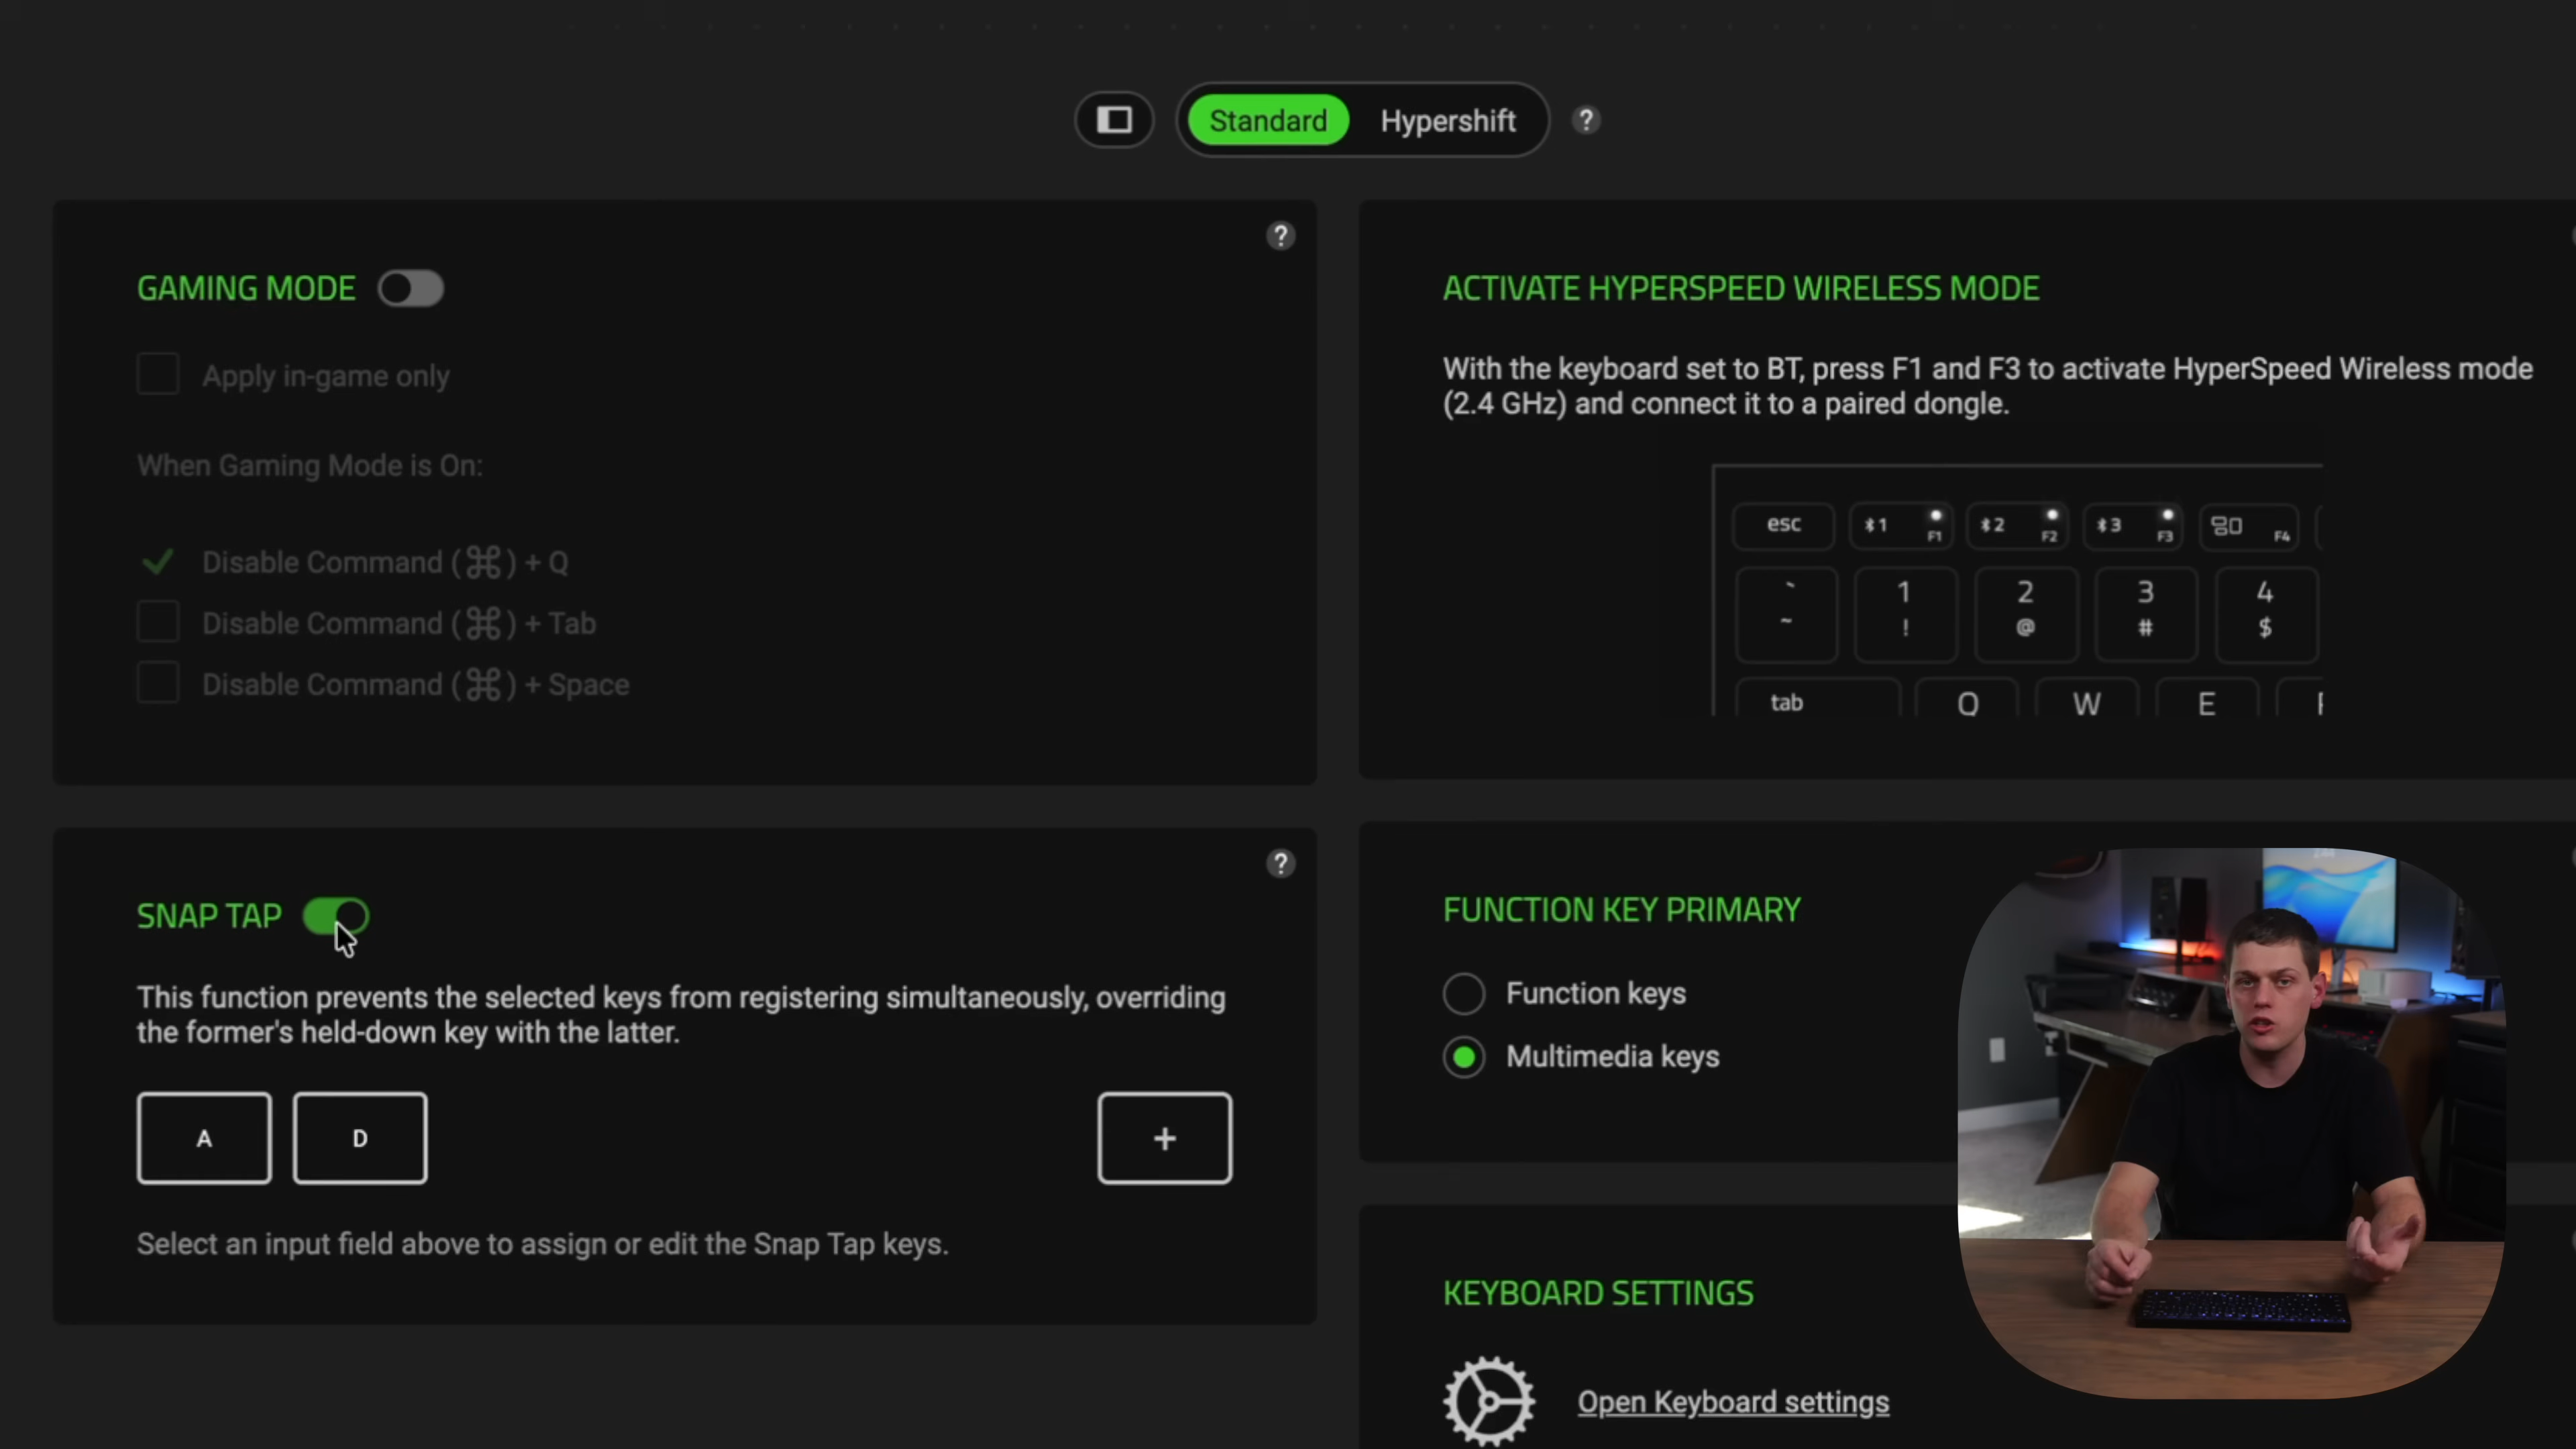 Standard Hypershift ?
?
GAMING MODE
Apply in-game only
When Gaming Mode is On:
Disable Command (⌘) + Q
Disable Command (⌘) + Tab
Disable Command (⌘) + Space
ACTIVATE HYPERSPEED WIRELESS MODE
With the keyboard set to BT, press F1 and F3 to activate HyperSpeed Wireless mode
(2.4 GHz) and connect it to a paired dongle.
esc 1 F1 2 F2 3 F3 F4
` 1 2 3 4
~ ! @ # $
tab Q W E
?
SNAP TAP
This function prevents the selected keys from registering simultaneously, overriding
the former's held-down key with the latter.
A D +
Select an input field above to assign or edit the Snap Tap keys.
FUNCTION KEY PRIMARY
Function keys
Multimedia keys
KEYBOARD SETTINGS
Open Keyboard settings